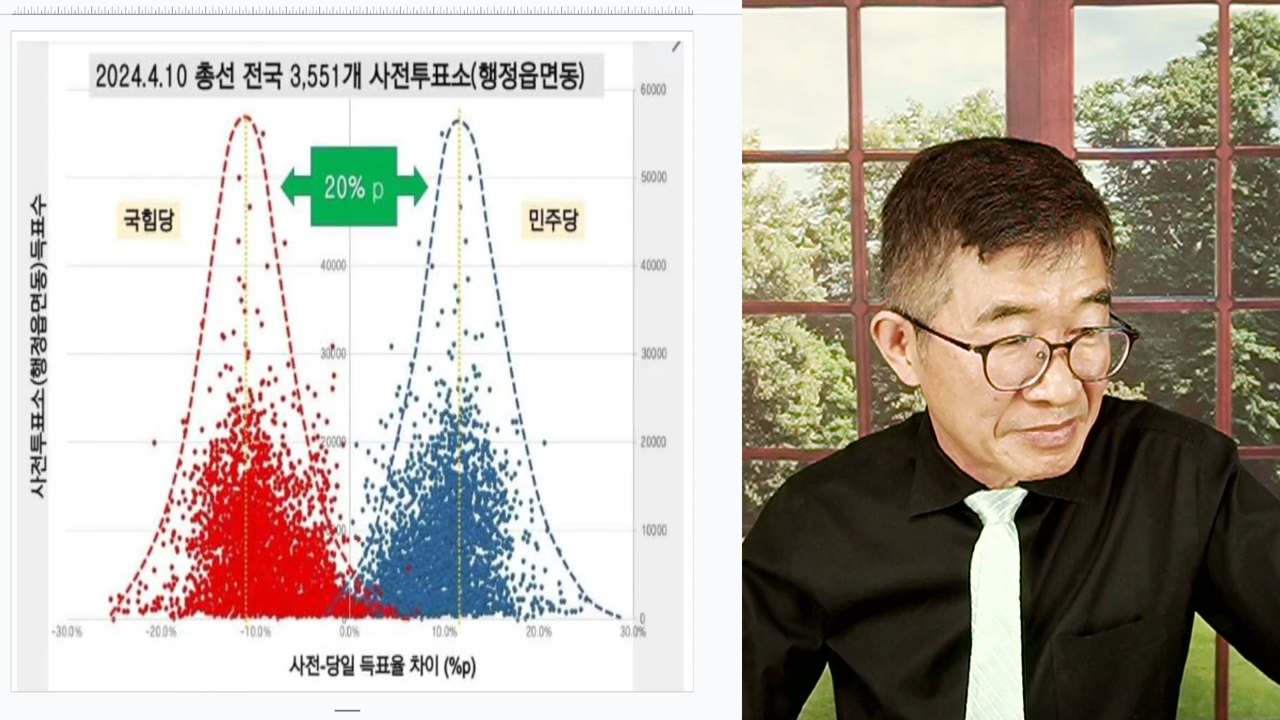 2024.4.10 총선 전국 3,551개 사전투표소(행정읍면동)
60000
20% p
50000
국힘당
민주당
40000
40000
사전투표소(행정읍면동)득표수
30000
30000
20000
20000
10000
0
-30.0%
-20.0%
-10.0%
0.0%
10.0%
20.0%
30.0%
사전-당일 득표율 차이 (%p)